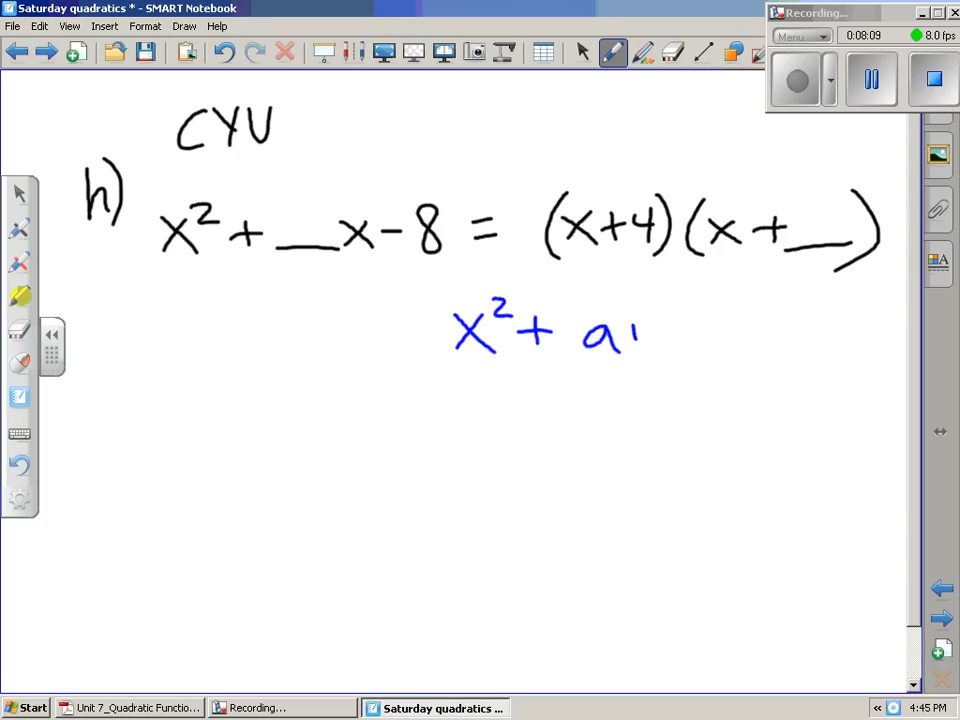 Saturday quadratics * - SMART Notebook
File Edit View Insert Format Draw Help
Recording...
Menu
0:08:09
8.0 fps
CYU
h)
x² + __x - 8 = (x+4)(x+__)
x² + a
Start
Unit 7_Quadratic Functio...
Recording...
Saturday quadratics ...
4:45 PM